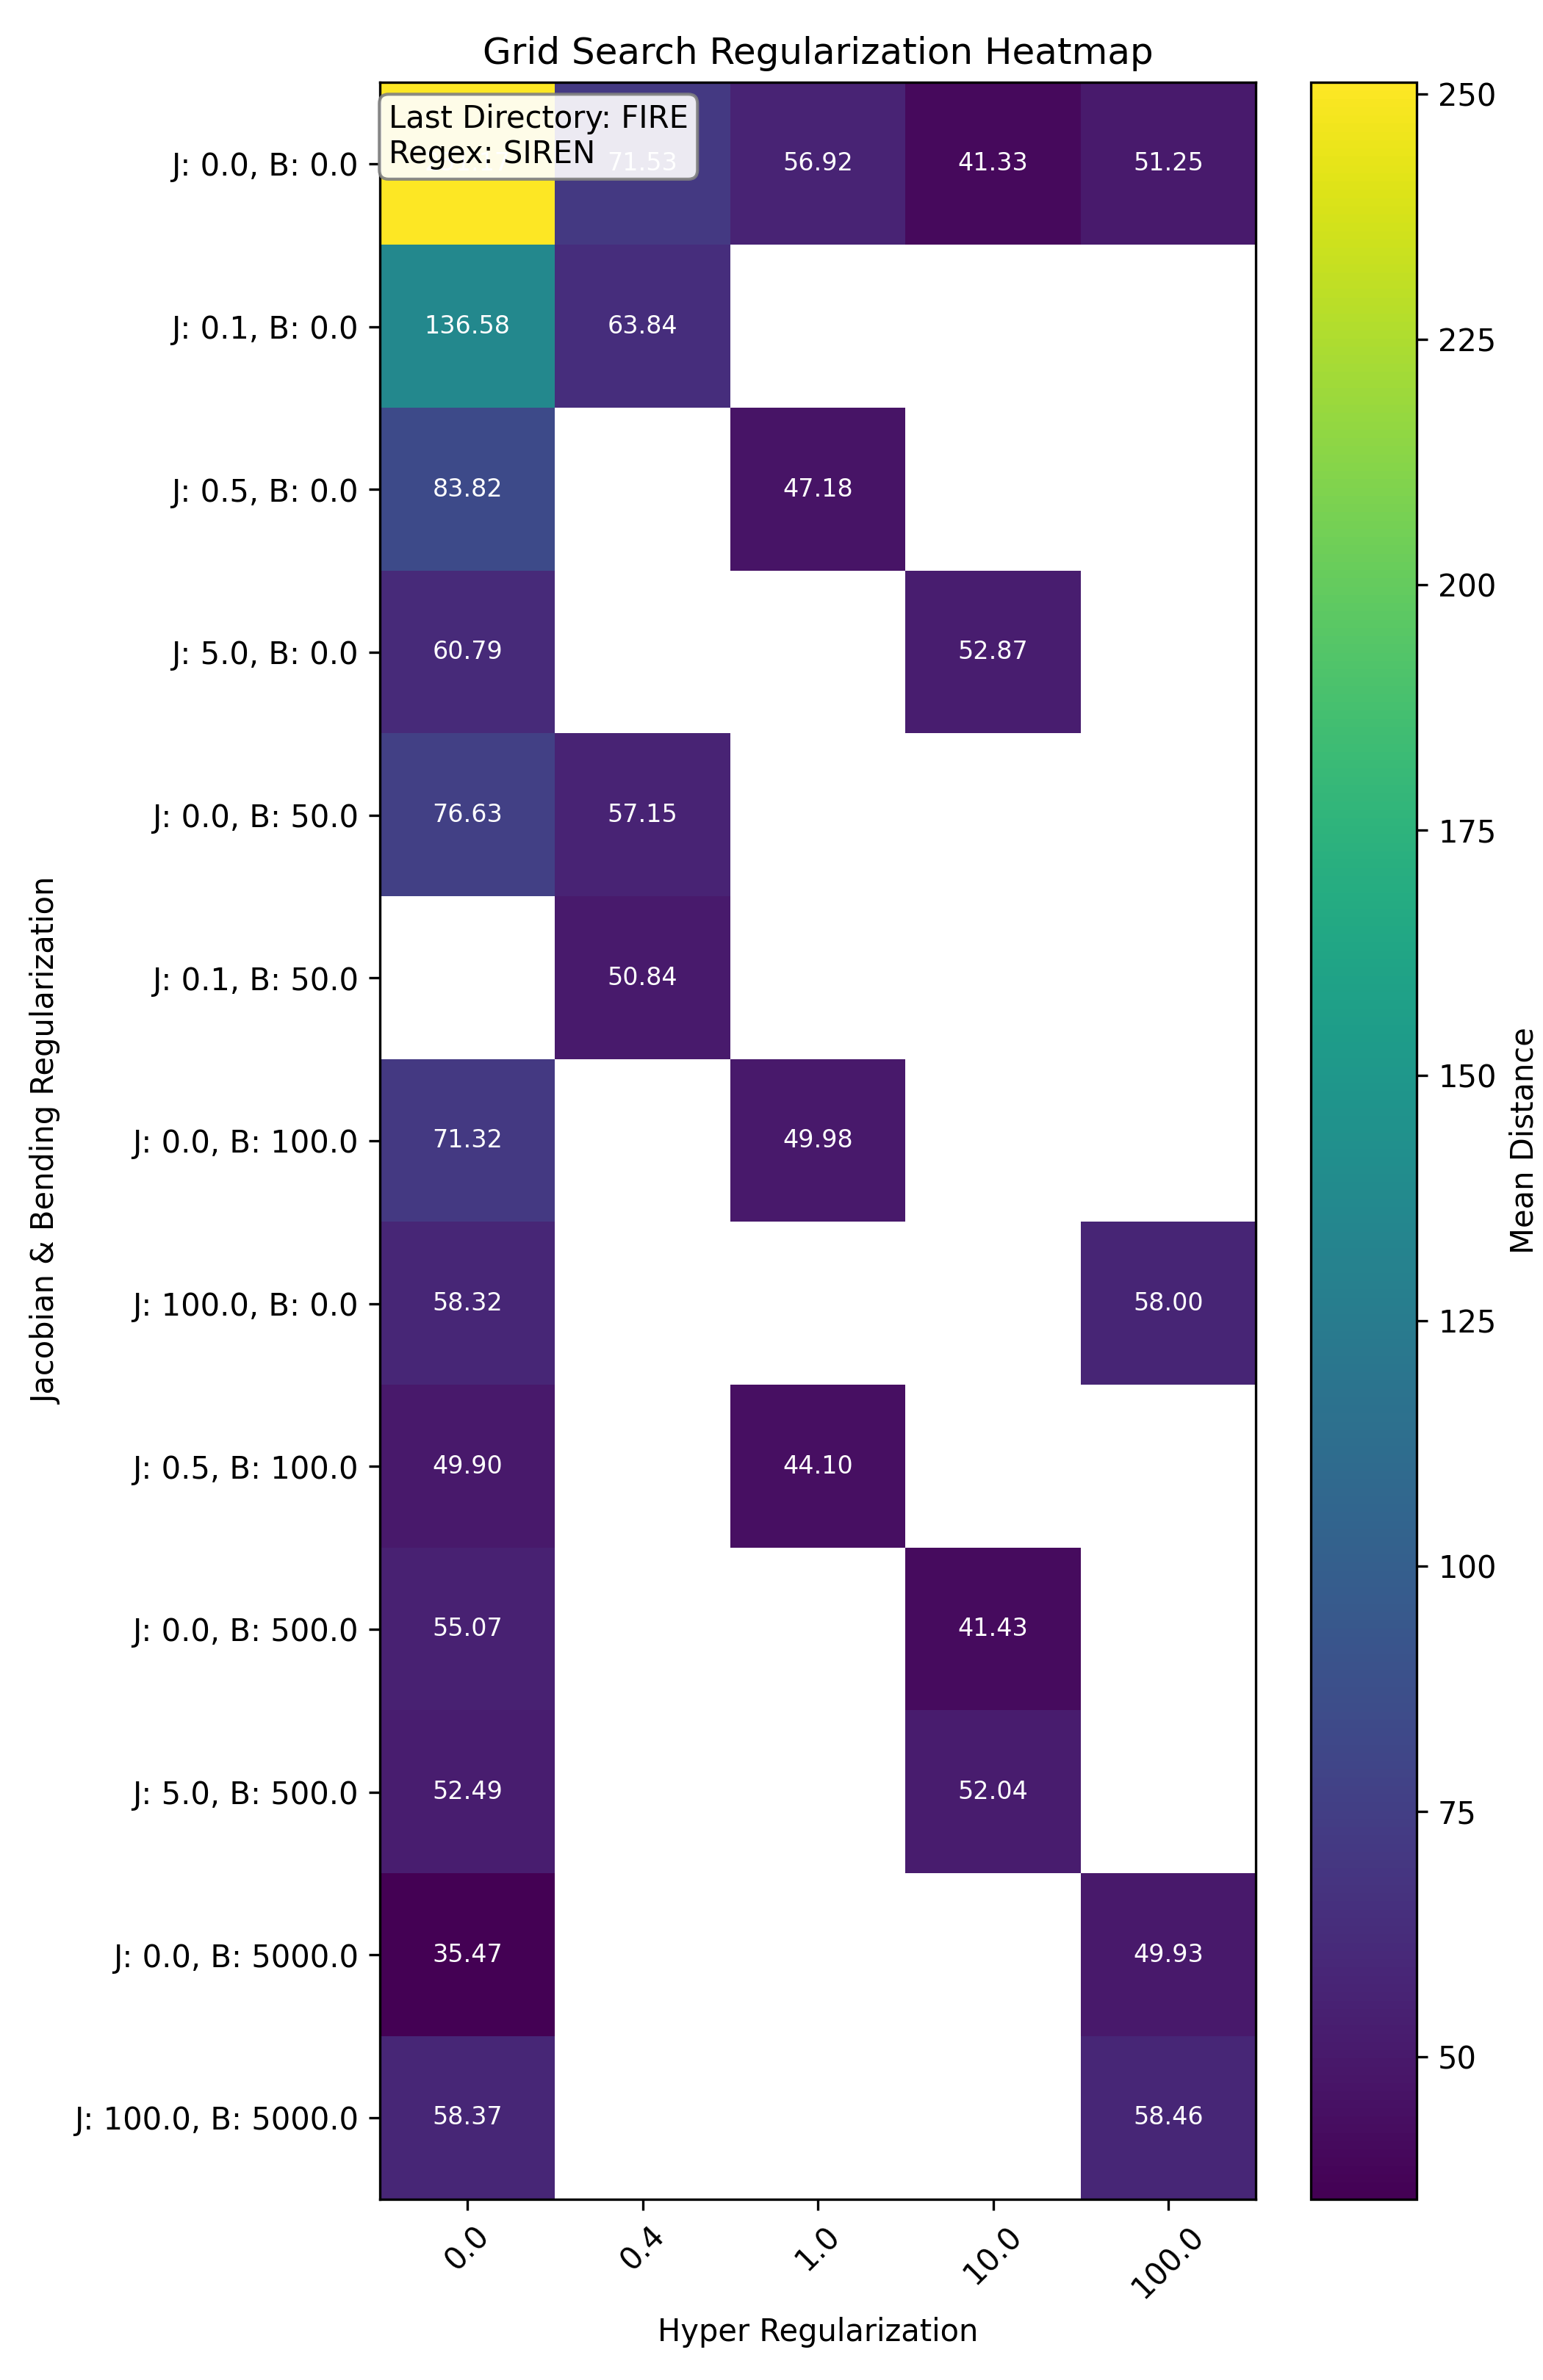 Grid Search Regularization Heatmap
Last Directory: FIRE
Regex: SIREN
J: 0.0, B: 0.0 71.53 56.92 41.33 51.25
J: 0.1, B: 0.0 136.58 63.84
J: 0.5, B: 0.0 83.82 47.18
J: 5.0, B: 0.0 60.79 52.87
J: 0.0, B: 50.0 76.63 57.15
J: 0.1, B: 50.0 50.84
J: 0.0, B: 100.0 71.32 49.98
J: 100.0, B: 0.0 58.32 58.00
J: 0.5, B: 100.0 49.90 44.10
J: 0.0, B: 500.0 55.07 41.43
J: 5.0, B: 500.0 52.49 52.04
J: 0.0, B: 5000.0 35.47 49.93
J: 100.0, B: 5000.0 58.37 58.46
0.0 0.4 1.0 10.0 100.0
Hyper Regularization
Jacobian & Bending Regularization
250
225
200
175
150
125
100
75
50
Mean Distance